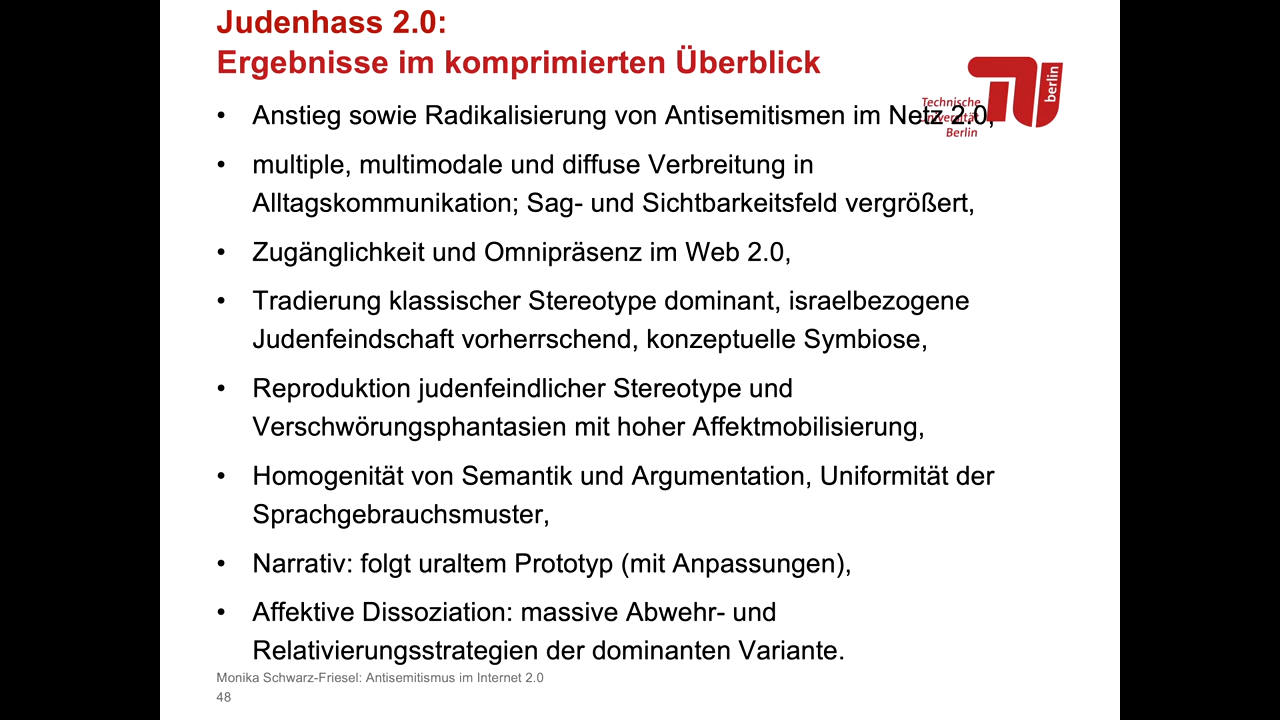 Judenhass 2.0:
Ergebnisse im komprimierten Überblick
berlin
Technische
Universität
Berlin
• Anstieg sowie Radikalisierung von Antisemitismen im Netz 2.0,
• multiple, multimodale und diffuse Verbreitung in
Alltagskommunikation; Sag- und Sichtbarkeitsfeld vergrößert,
• Zugänglichkeit und Omnipräsenz im Web 2.0,
• Tradierung klassischer Stereotype dominant, israelbezogene
Judenfeindschaft vorherrschend, konzeptuelle Symbiose,
• Reproduktion judenfeindlicher Stereotype und
Verschwörungsphantasien mit hoher Affektmobilisierung,
• Homogenität von Semantik und Argumentation, Uniformität der
Sprachgebrauchsmuster,
• Narrativ: folgt uraltem Prototyp (mit Anpassungen),
• Affektive Dissoziation: massive Abwehr- und
Relativierungsstrategien der dominanten Variante.
Monika Schwarz-Friesel: Antisemitismus im Internet 2.0
48